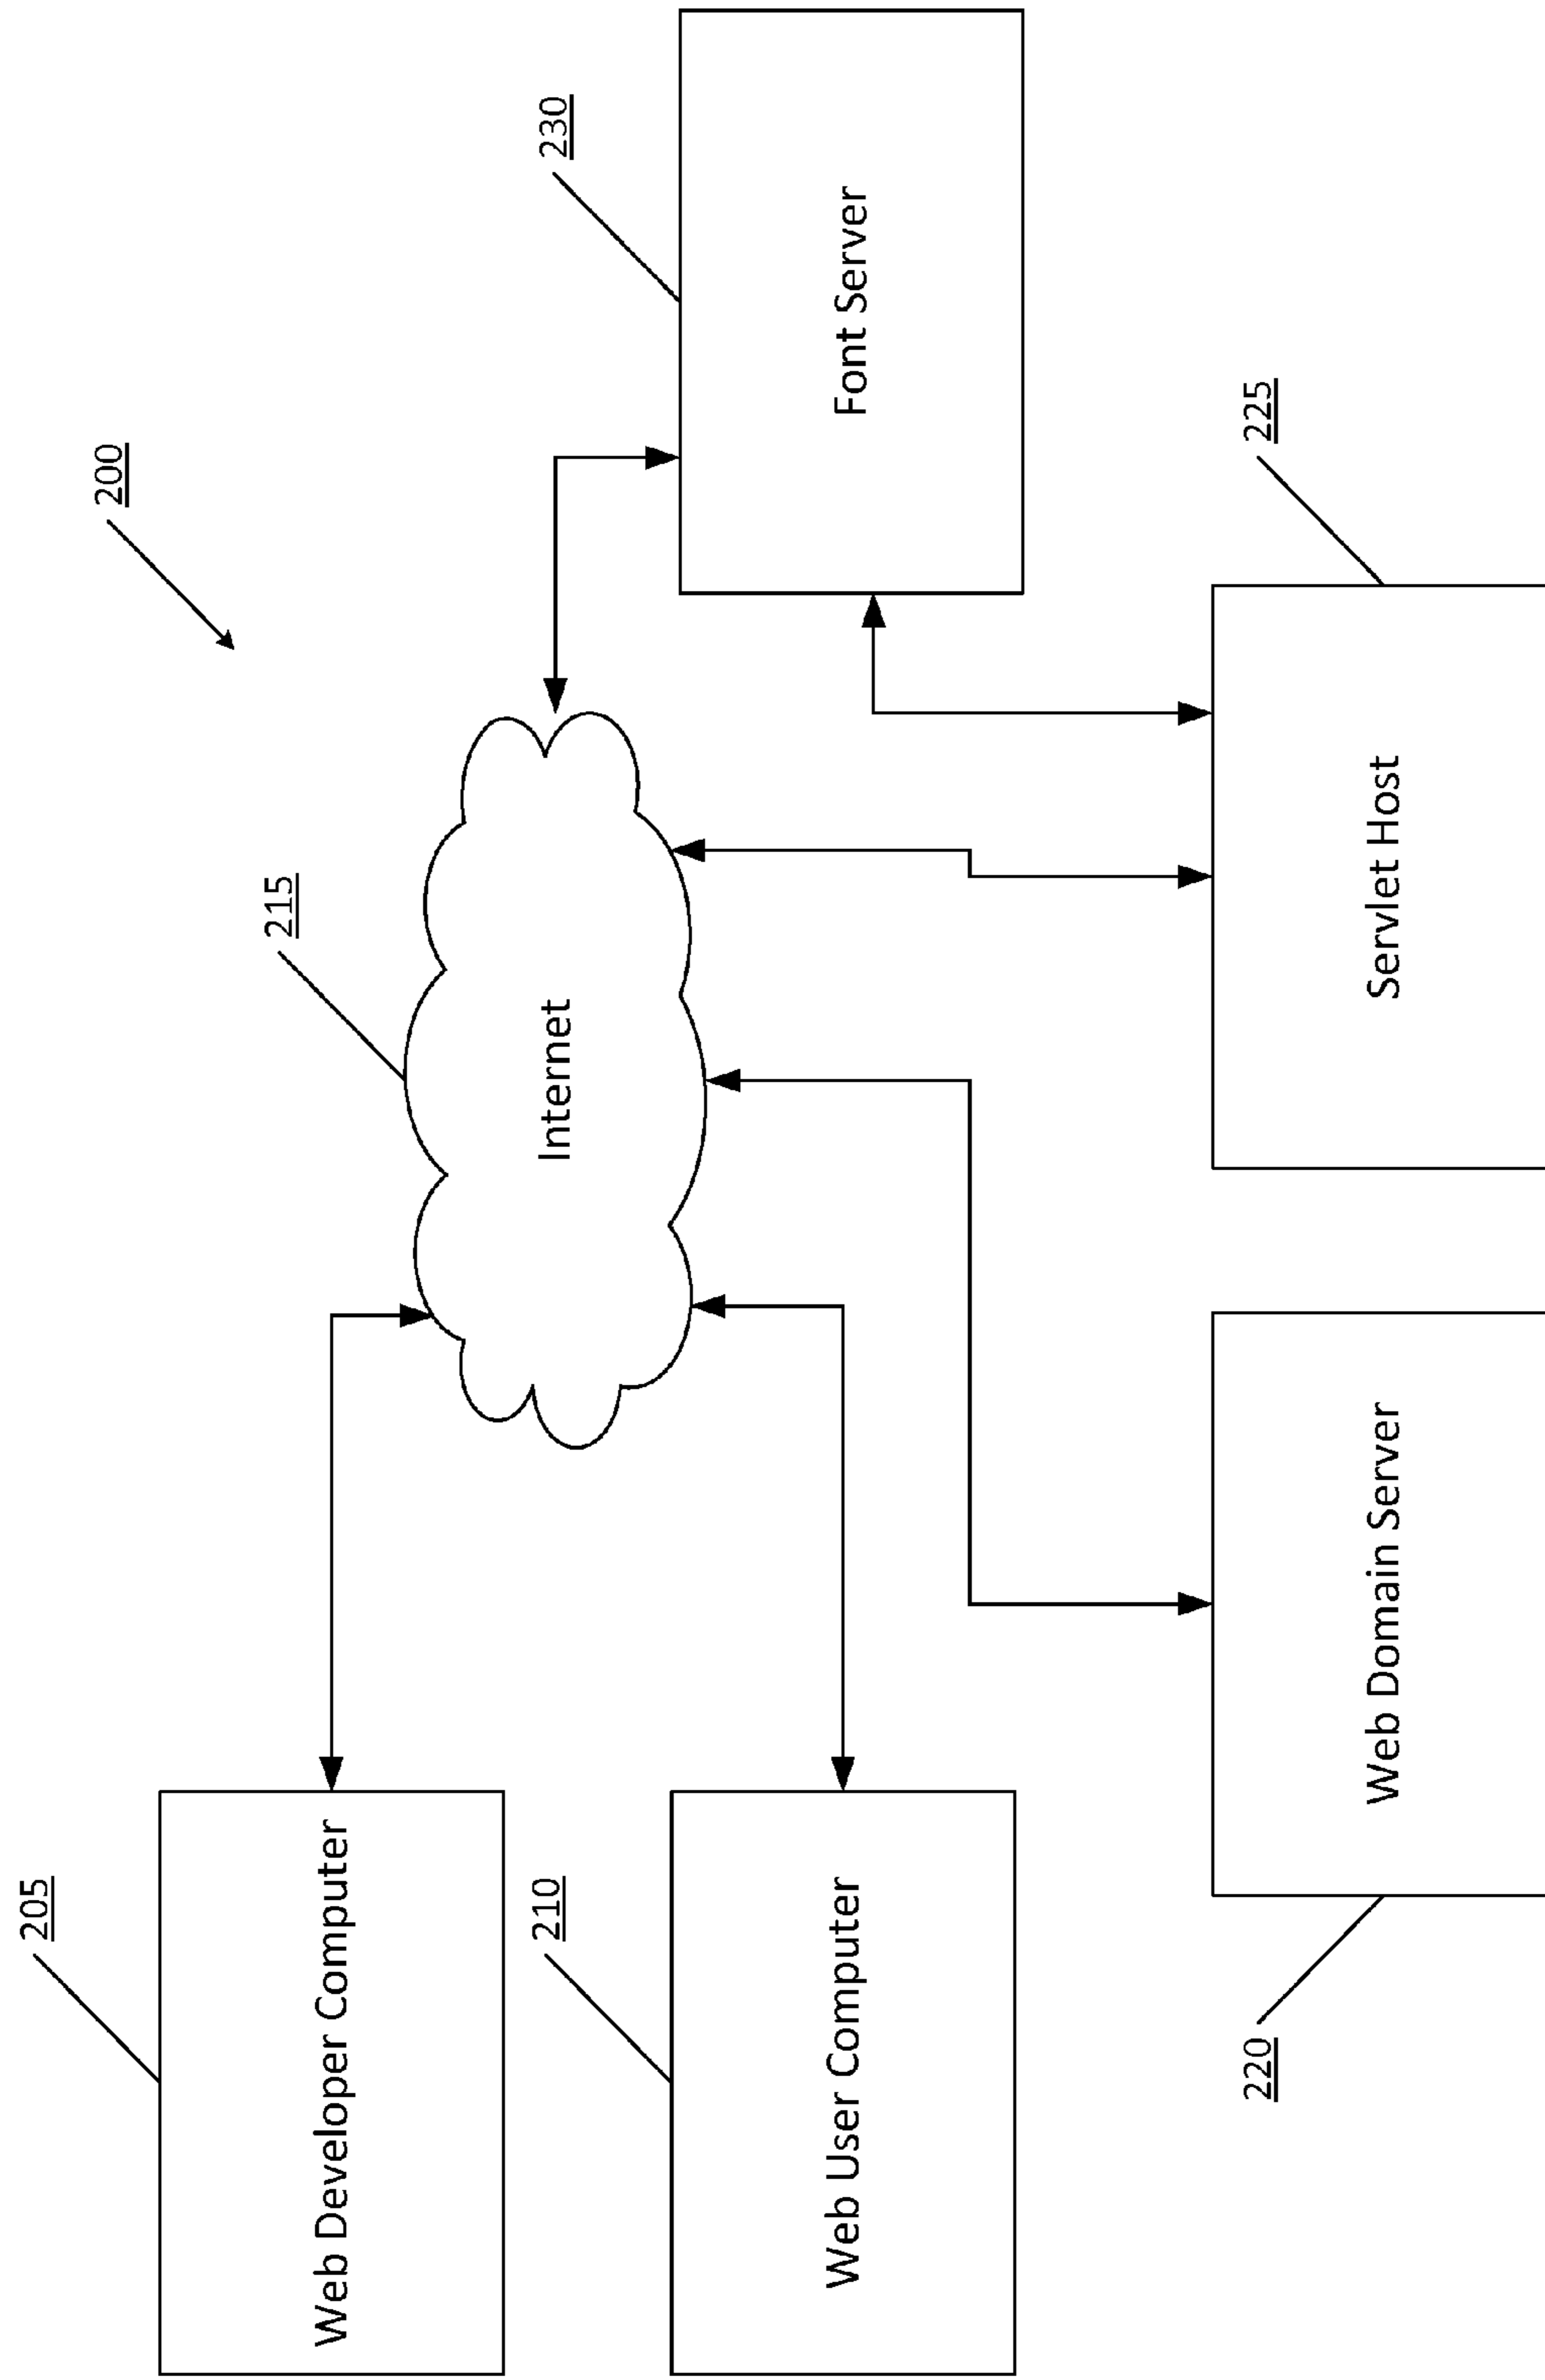 200
205
Web Developer Computer
215
Internet
230
Font Server
210
Web User Computer
220
Web Domain Server
Servlet Host
225